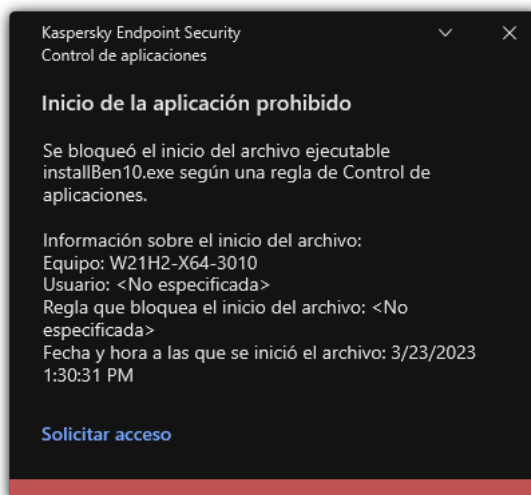 Kaspersky Endpoint Security
Control de aplicaciones
Inicio de la aplicación prohibido
Se bloqueó el inicio del archivo ejecutable
installBen10.exe según una regla de Control de
aplicaciones.
Información sobre el inicio del archivo:
Equipo: W21H2-X64-3010
Usuario: <No especificada>
Regla que bloquea el inicio del archivo: <No
especificada>
Fecha y hora a las que se inició el archivo: 3/23/2023
1:30:31 PM
Solicitar acceso